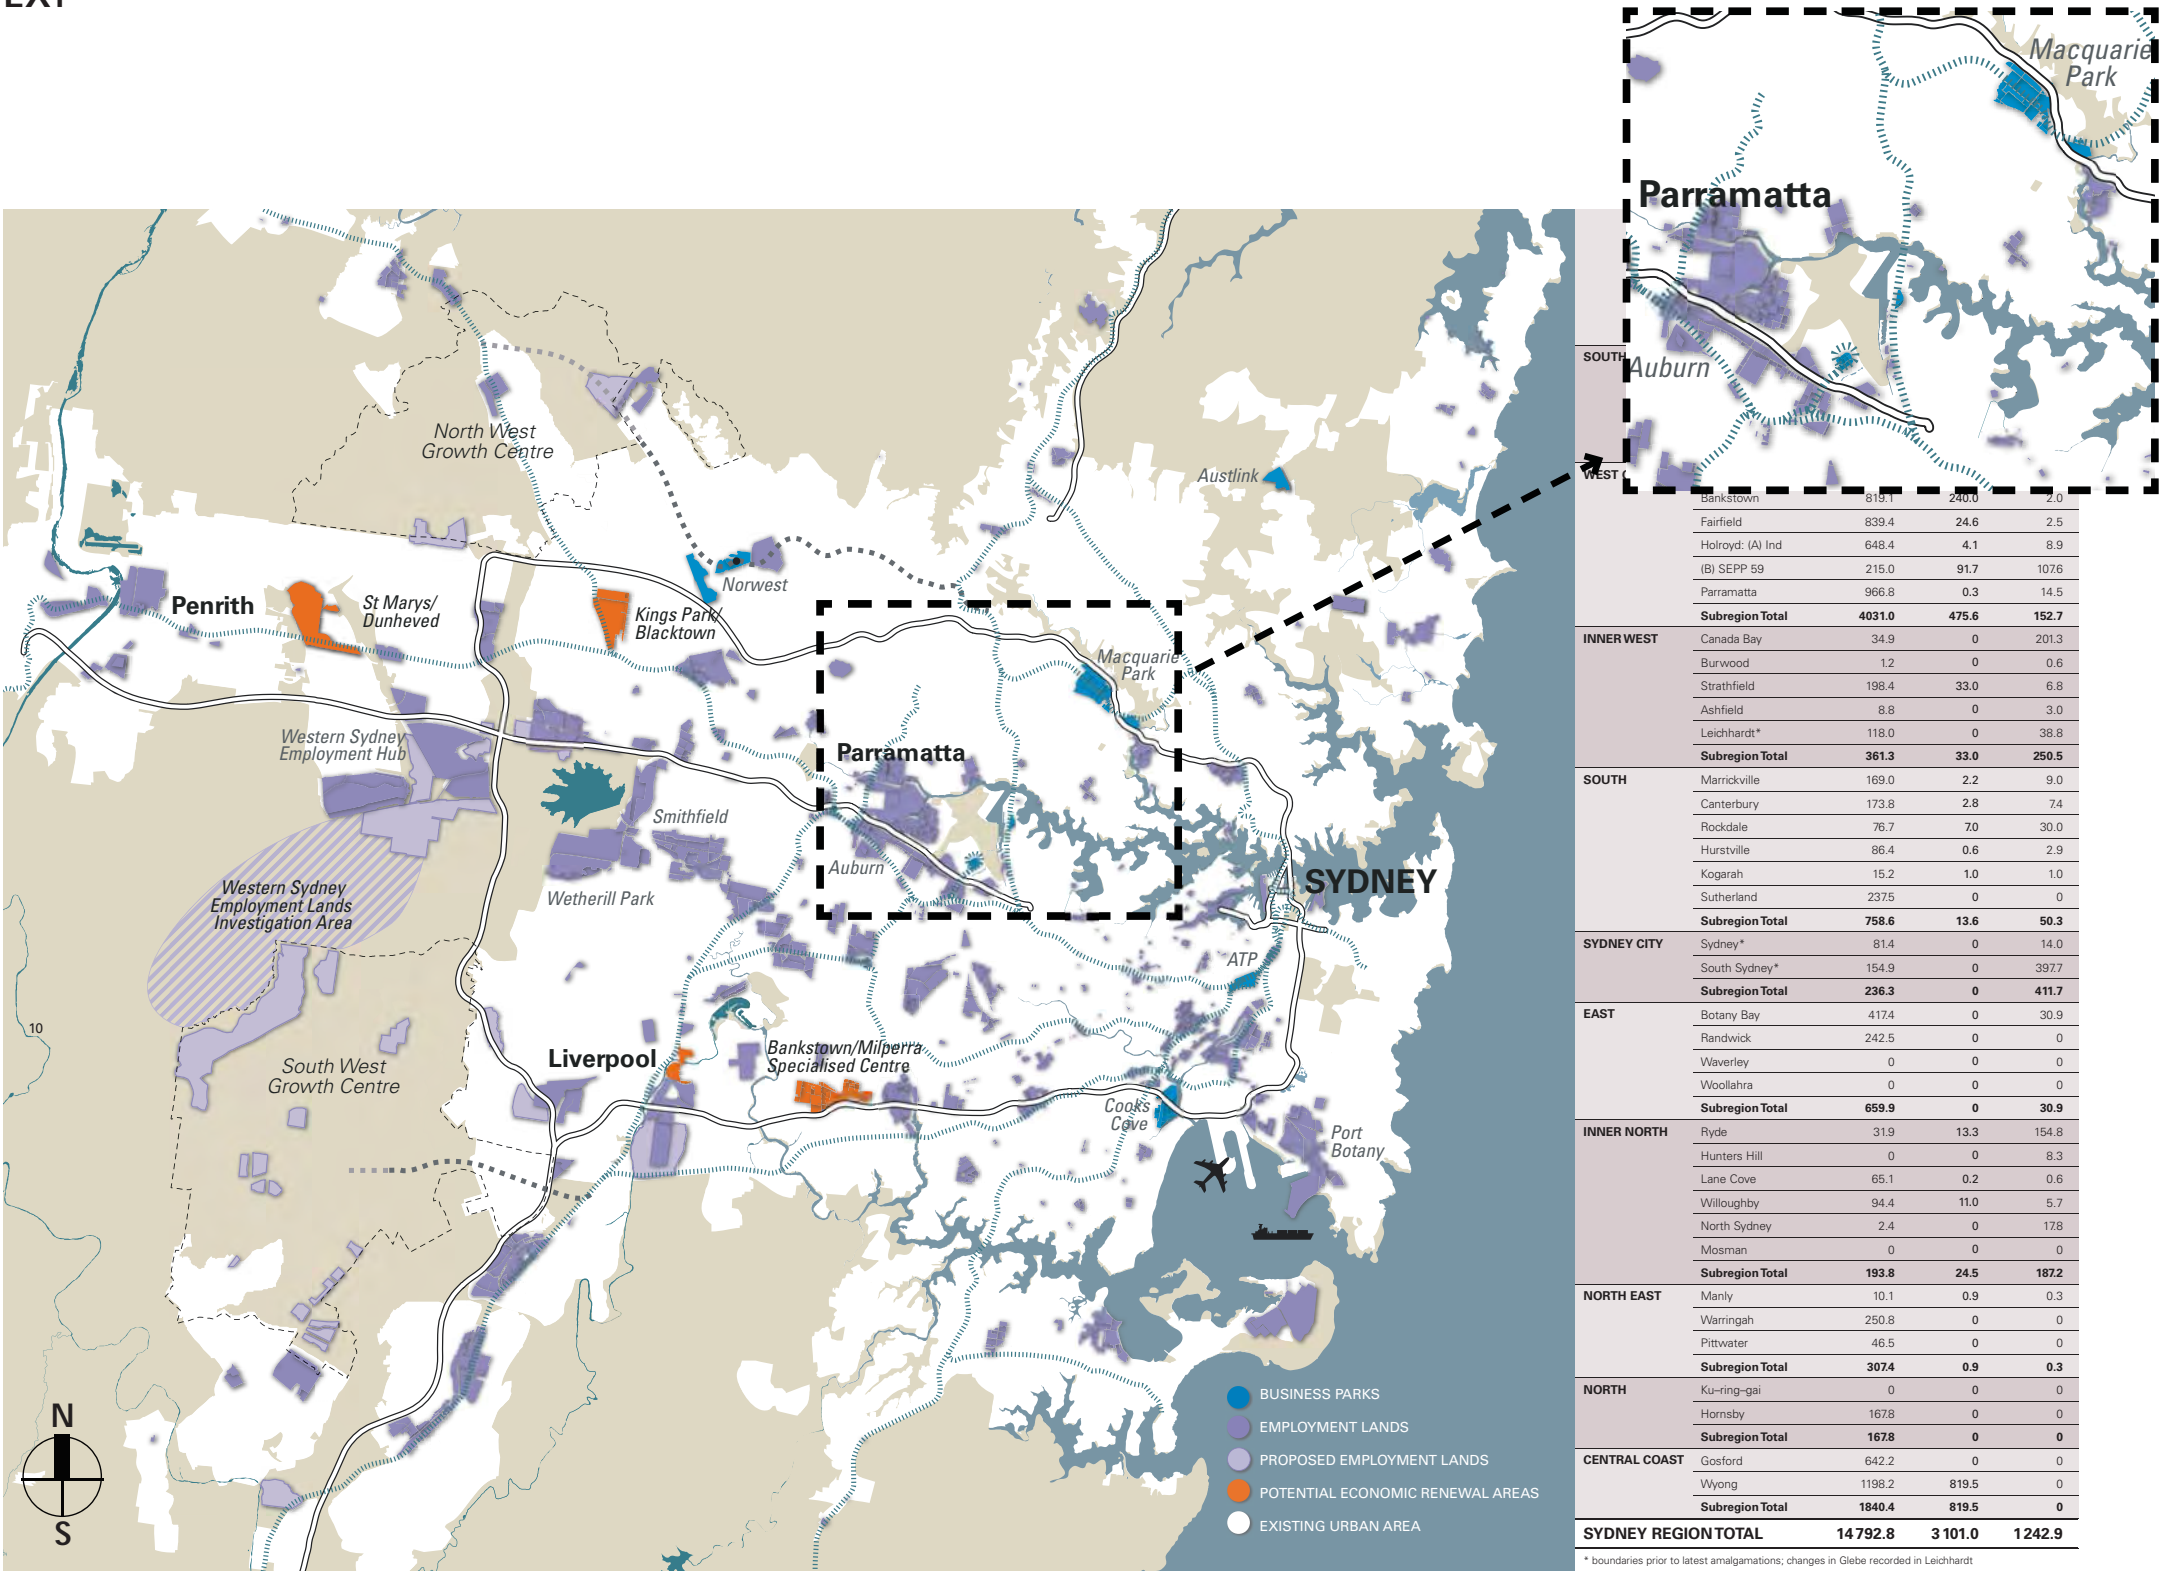 Macquarie
Park
Parramatta
Auburn
North West
Growth Centre
Austlink
Penrith
St Marys/
Dunheved
Kings Park/
Blacktown
Norwest
Macquarie
Park
Western Sydney
Employment Hub
Parramatta
Smithfield
Auburn
Wetherill Park
SYDNEY
Western Sydney
Employment Lands
Investigation Area
ATP
10
South West
Growth Centre
Liverpool
Bankstown/Milperra
Specialised Centre
Cooks
Cove
Port
Botany
N
S
BUSINESS PARKS
EMPLOYMENT LANDS
PROPOSED EMPLOYMENT LANDS
POTENTIAL ECONOMIC RENEWAL AREAS
EXISTING URBAN AREA
SOUTH
WEST
Bankstown 819.1 240.0 2.0
Fairfield 839.4 24.6 2.5
Holroyd: (A) Ind 648.4 4.1 8.9
(B) SEPP 59 215.0 91.7 107.6
Parramatta 966.8 0.3 14.5
Subregion Total 4031.0 475.6 152.7
INNER WEST Canada Bay 34.9 0 201.3
Burwood 1.2 0 0.6
Strathfield 198.4 33.0 6.8
Ashfield 8.8 0 3.0
Leichhardt* 118.0 0 38.8
Subregion Total 361.3 33.0 250.5
SOUTH Marrickville 169.0 2.2 9.0
Canterbury 173.8 2.8 7.4
Rockdale 76.7 7.0 30.0
Hurstville 86.4 0.6 2.9
Kogarah 15.2 1.0 1.0
Sutherland 237.5 0 0
Subregion Total 758.6 13.6 50.3
SYDNEY CITY Sydney* 81.4 0 14.0
South Sydney* 154.9 0 397.7
Subregion Total 236.3 0 411.7
EAST Botany Bay 417.4 0 30.9
Randwick 242.5 0 0
Waverley 0 0 0
Woollahra 0 0 0
Subregion Total 659.9 0 30.9
INNER NORTH Ryde 31.9 13.3 154.8
Hunters Hill 0 0 8.3
Lane Cove 65.1 0.2 0.6
Willoughby 94.4 11.0 5.7
North Sydney 2.4 0 17.8
Mosman 0 0 0
Subregion Total 193.8 24.5 187.2
NORTH EAST Manly 10.1 0.9 0.3
Warringah 250.8 0 0
Pittwater 46.5 0 0
Subregion Total 307.4 0.9 0.3
NORTH Ku–ring–gai 0 0 0
Hornsby 167.8 0 0
Subregion Total 167.8 0 0
CENTRAL COAST Gosford 642.2 0 0
Wyong 1198.2 819.5 0
Subregion Total 1840.4 819.5 0
SYDNEY REGION TOTAL 14 792.8 3 101.0 1 242.9
* boundaries prior to latest amalgamations; changes in Glebe recorded in Leichhardt